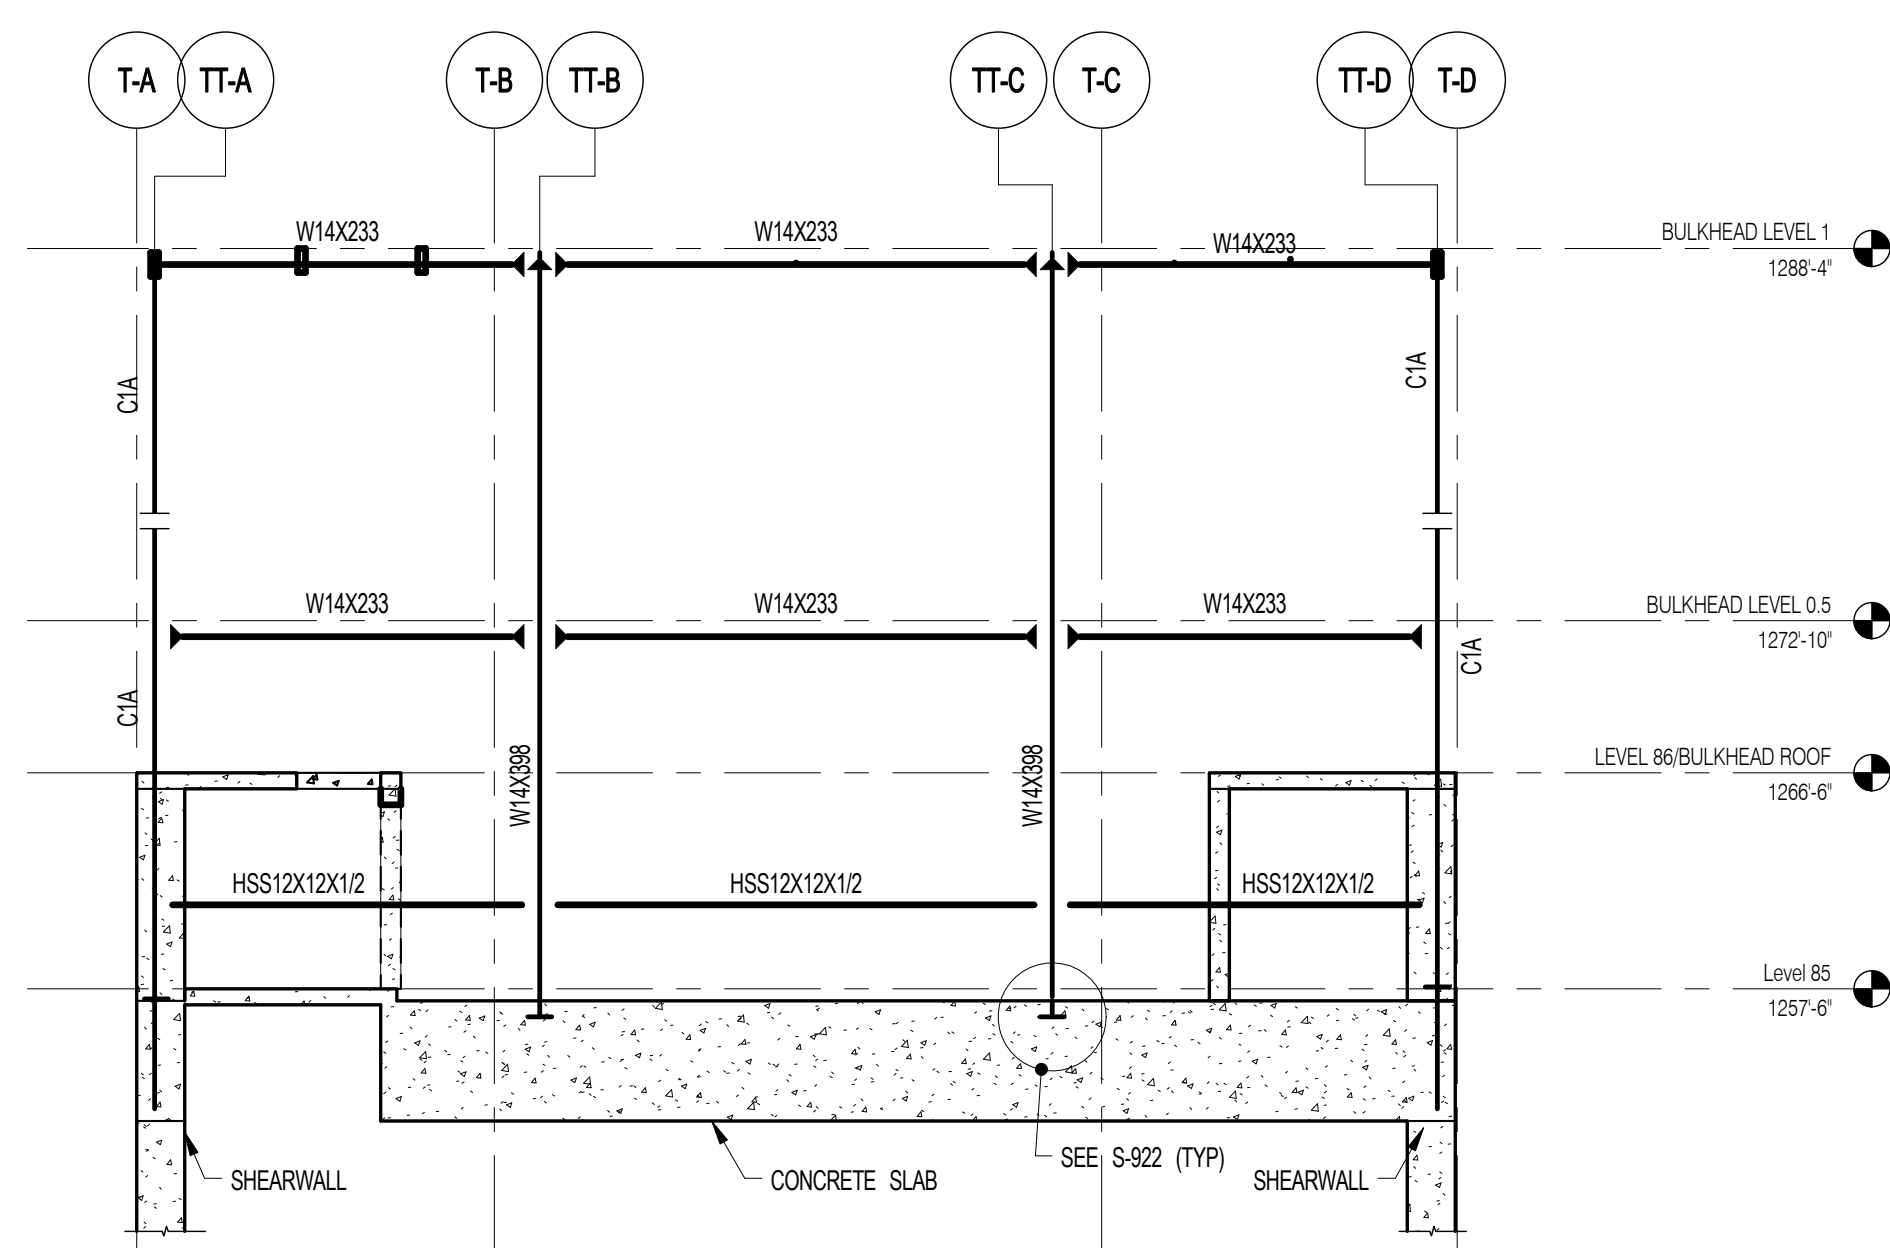 T-A TT-A T-B TT-B TT-C T-C TT-D T-D
W14X233 W14X233 W14X233
BULKHEAD LEVEL 1
1288'-4"
C1A C1A
W14X233 W14X233 W14X233
BULKHEAD LEVEL 0.5
1272'-10"
C1A C1A
W14X398 W14X398
LEVEL 86/BULKHEAD ROOF
1266'-6"
HSS12X12X1/2 HSS12X12X1/2 HSS12X12X1/2
Level 85
1257'-6"
SEE S-922 (TYP)
SHEARWALL CONCRETE SLAB SHEARWALL